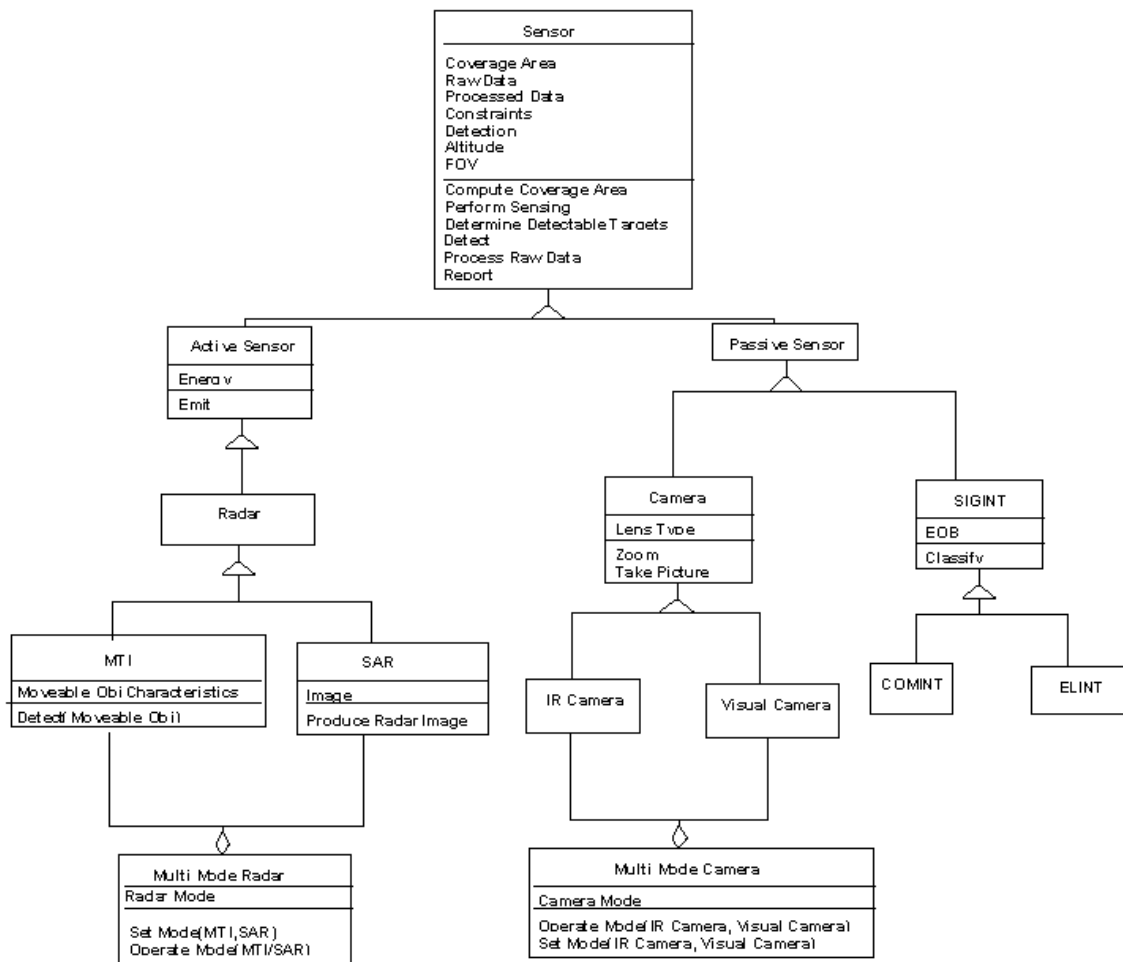 Sensor
Coverage Area
Raw Data
Processed Data
Constraints
Detection
Altitude
FOV
Compute Coverage Area
Perform Sensing
Determine Detectable Targets
Detect
Process Raw Data
Report
Active Sensor
Energy
Emit
Passive Sensor
Radar
Camera
Lens Type
Zoom
Take Picture
SIGINT
EOB
Classify
MTI
Moveable Obj Characteristics
Detect(Moveable Obj)
SAR
Image
Produce Radar Image
IR Camera
Visual Camera
COMINT
ELINT
Multi Mode Radar
Radar Mode
Set Mode(MTI,SAR)
Operate Mode(MTI/SAR)
Multi Mode Camera
Camera Mode
Operate Mode(IR Camera, Visual Camera)
Set Mode(IR Camera, Visual Camera)